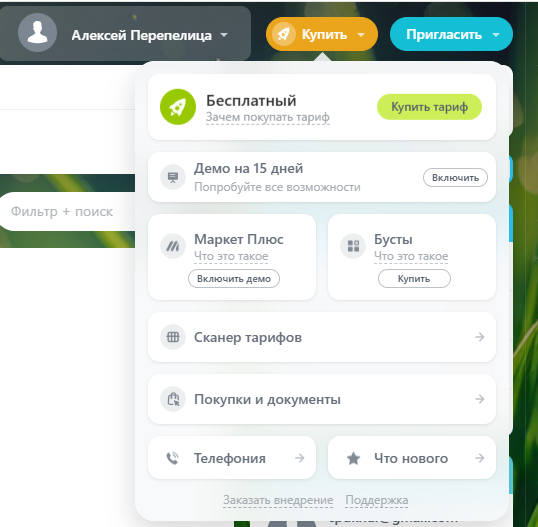 Алексей Перепелица
Купить
Пригласить
Бесплатный
Зачем покупать тариф
Купить тариф
Демо на 15 дней
Попробуйте все возможности
Включить
Фильтр + поиск
Маркет Плюс
Что это такое
Включить демо
Бусты
Что это такое
Купить
Сканер тарифов
Покупки и документы
Телефония
Что нового
Заказать внедрение
Поддержка